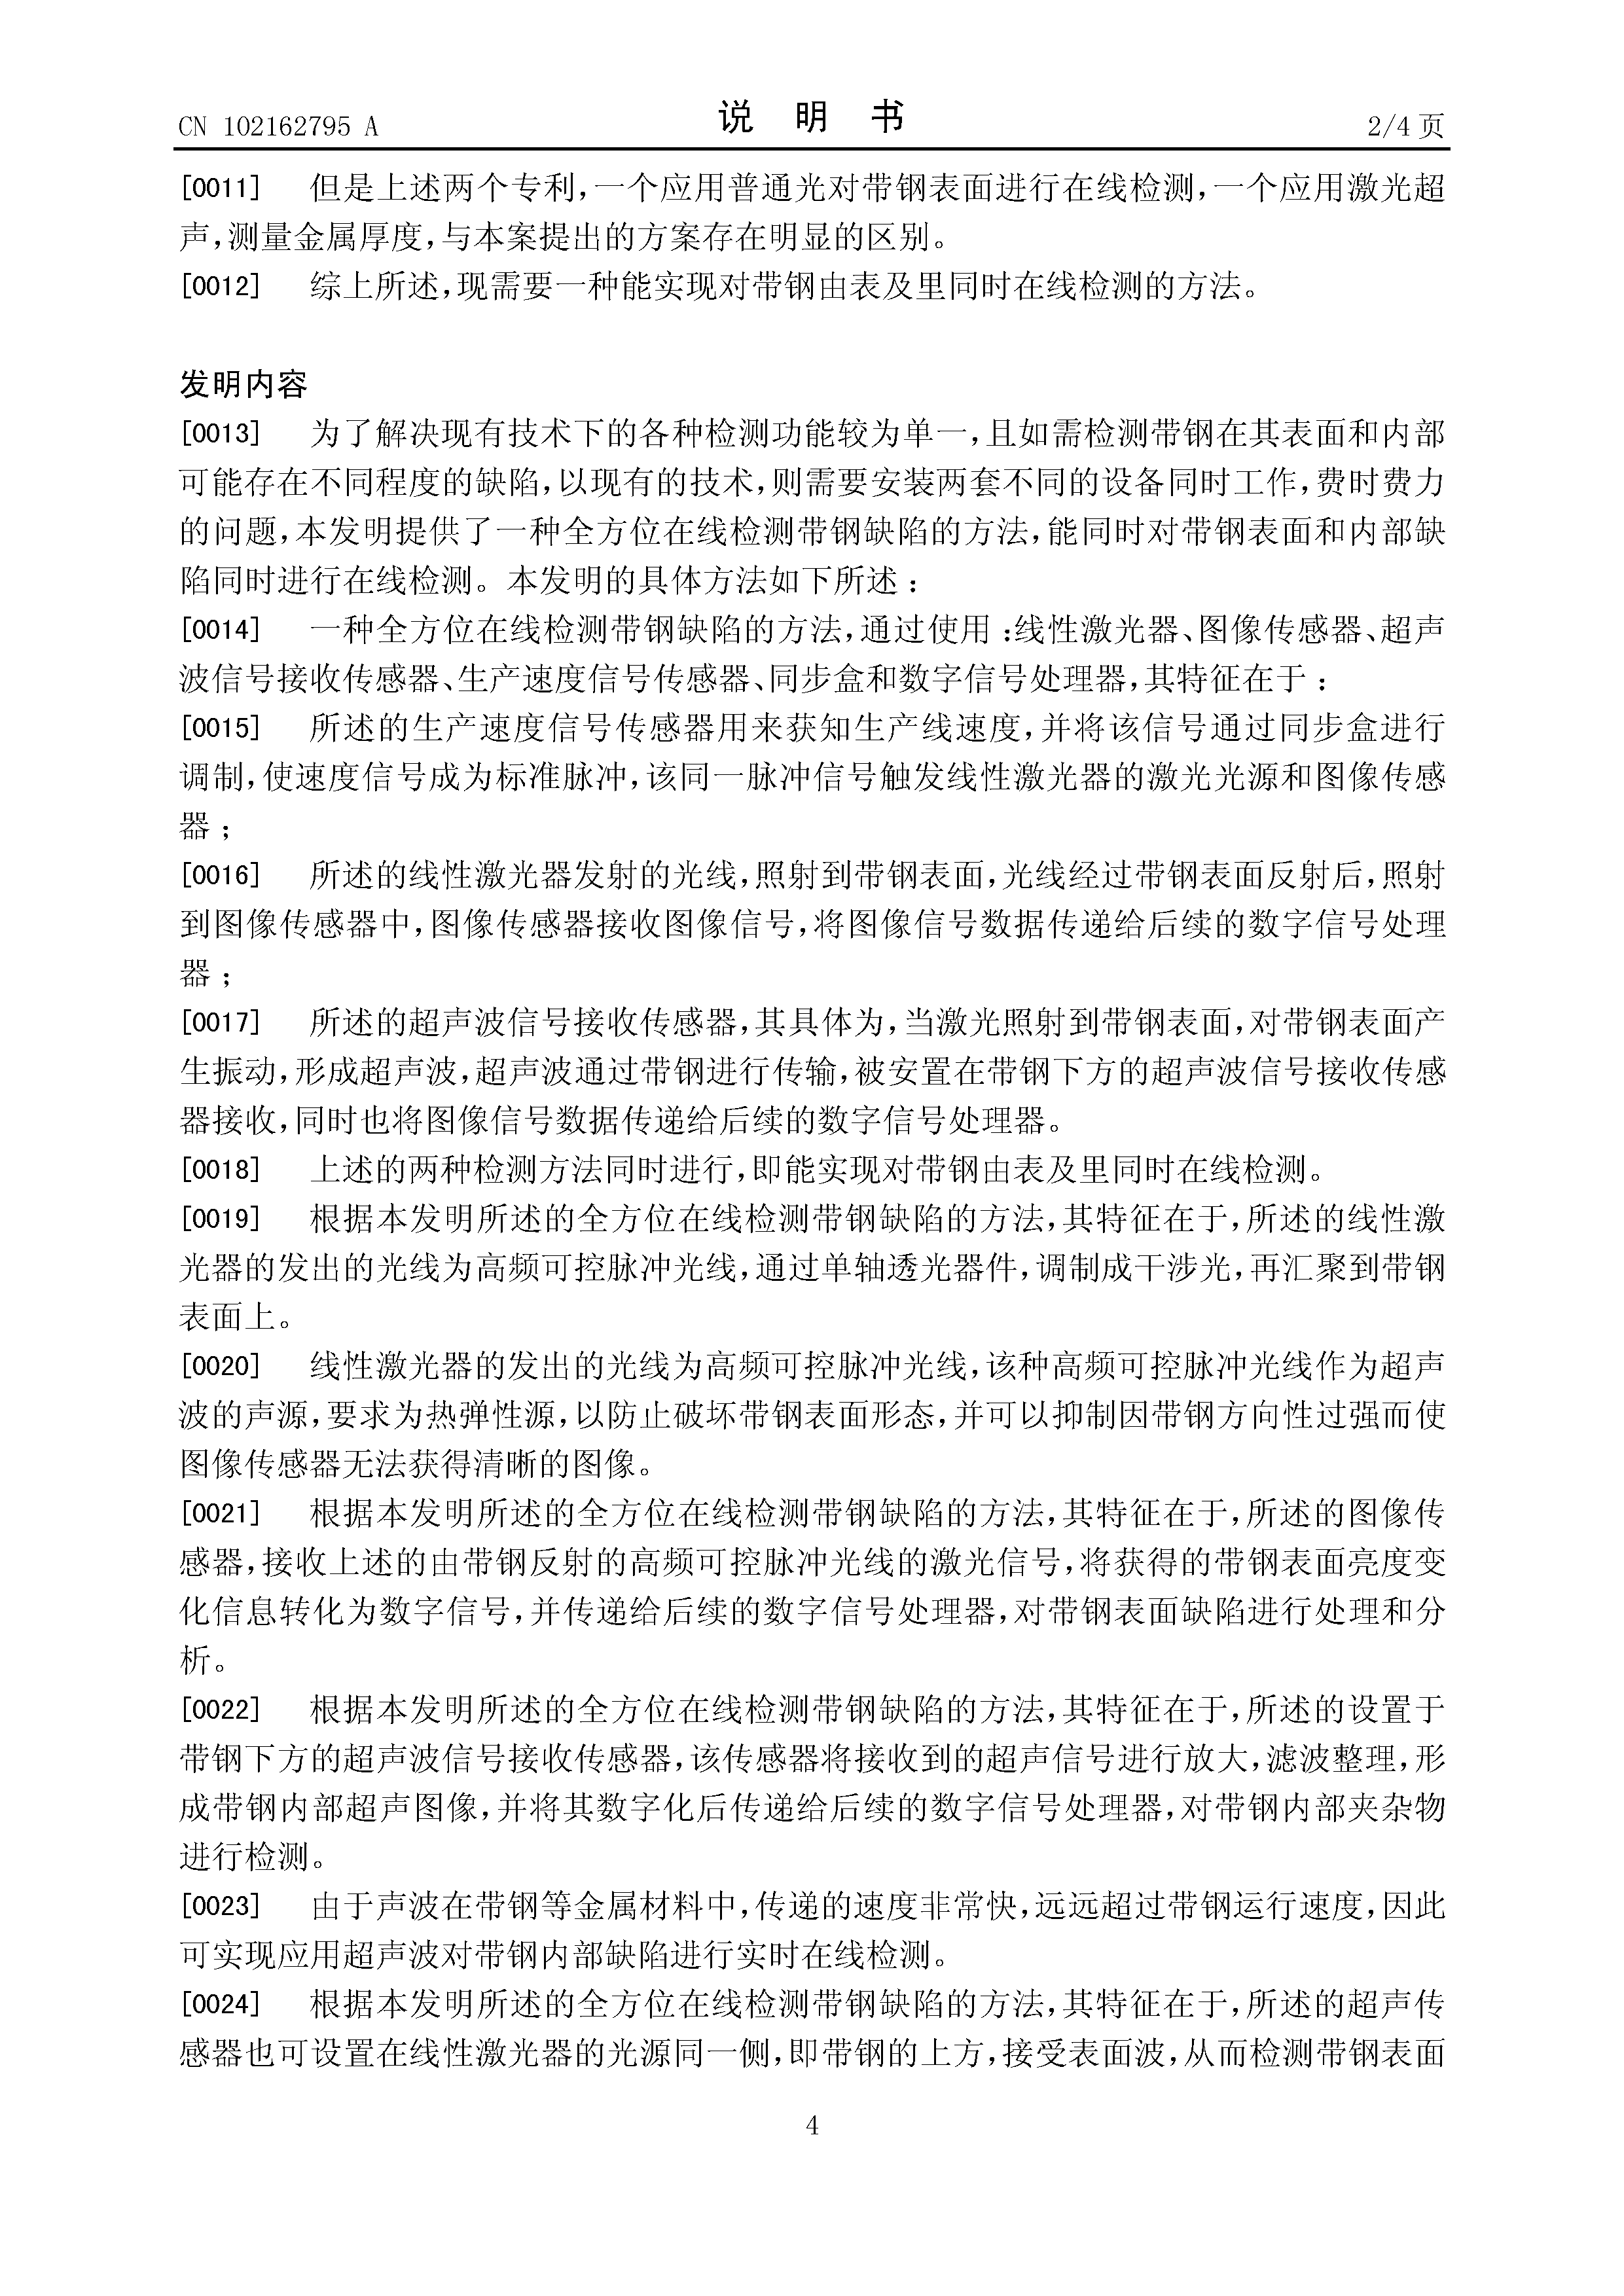 CN 102162795 A
说 明 书
2/4 页
[0011] 但是上述两个专利,一个应用普通光对带钢表面进行在线检测,一个应用激光超
声,测量金属厚度,与本案提出的方案存在明显的区别。
[0012] 综上所述,现需要一种能实现对带钢由表及里同时在线检测的方法。
发明内容
[0013] 为了解决现有技术下的各种检测功能较为单一,且如需检测带钢在其表面和内部
可能存在不同程度的缺陷,以现有的技术,则需要安装两套不同的设备同时工作,费时费力
的问题,本发明提供了一种全方位在线检测带钢缺陷的方法,能同时对带钢表面和内部缺
陷同时进行在线检测。本发明的具体方法如下所述:
[0014] 一种全方位在线检测带钢缺陷的方法,通过使用:线性激光器、图像传感器、超声
波信号接收传感器、生产速度信号传感器、同步盒和数字信号处理器,其特征在于:
[0015] 所述的生产速度信号传感器用来获知生产线速度,并将该信号通过同步盒进行
调制,使速度信号成为标准脉冲,该同一脉冲信号触发线性激光器的激光光源和图像传感
器;
[0016] 所述的线性激光器发射的光线,照射到带钢表面,光线经过带钢表面反射后,照射
到图像传感器中,图像传感器接收图像信号,将图像信号数据传递给后续的数字信号处理
器;
[0017] 所述的超声波信号接收传感器,其具体为,当激光照射到带钢表面,对带钢表面产
生振动,形成超声波,超声波通过带钢进行传输,被安置在带钢下方的超声波信号接收传感
器接收,同时也将图像信号数据传递给后续的数字信号处理器。
[0018] 上述的两种检测方法同时进行,即能实现对带钢由表及里同时在线检测。
[0019] 根据本发明所述的全方位在线检测带钢缺陷的方法,其特征在于,所述的线性激
光器的发出的光线为高频可控脉冲光线,通过单轴透光器件,调制成干涉光,再汇聚到带钢
表面上。
[0020] 线性激光器的发出的光线为高频可控脉冲光线,该种高频可控脉冲光线作为超声
波的声源,要求为热弹性源,以防止破坏带钢表面形态,并可以抑制因带钢方向性过强而使
图像传感器无法获得清晰的图像。
[0021] 根据本发明所述的全方位在线检测带钢缺陷的方法,其特征在于,所述的图像传
感器,接收上述的由带钢反射的高频可控脉冲光线的激光信号,将获得的带钢表面亮度变
化信息转化为数字信号,并传递给后续的数字信号处理器,对带钢表面缺陷进行处理和分
析。
[0022] 根据本发明所述的全方位在线检测带钢缺陷的方法,其特征在于,所述的设置于
带钢下方的超声波信号接收传感器,该传感器将接收到的超声信号进行放大,滤波整理,形
成带钢内部超声图像,并将其数字化后传递给后续的数字信号处理器,对带钢内部夹杂物
进行检测。
[0023] 由于声波在带钢等金属材料中,传递的速度非常快,远远超过带钢运行速度,因此
可实现应用超声波对带钢内部缺陷进行实时在线检测。
[0024] 根据本发明所述的全方位在线检测带钢缺陷的方法,其特征在于,所述的超声传
感器也可设置在线性激光器的光源同一侧,即带钢的上方,接受表面波,从而检测带钢表面
4